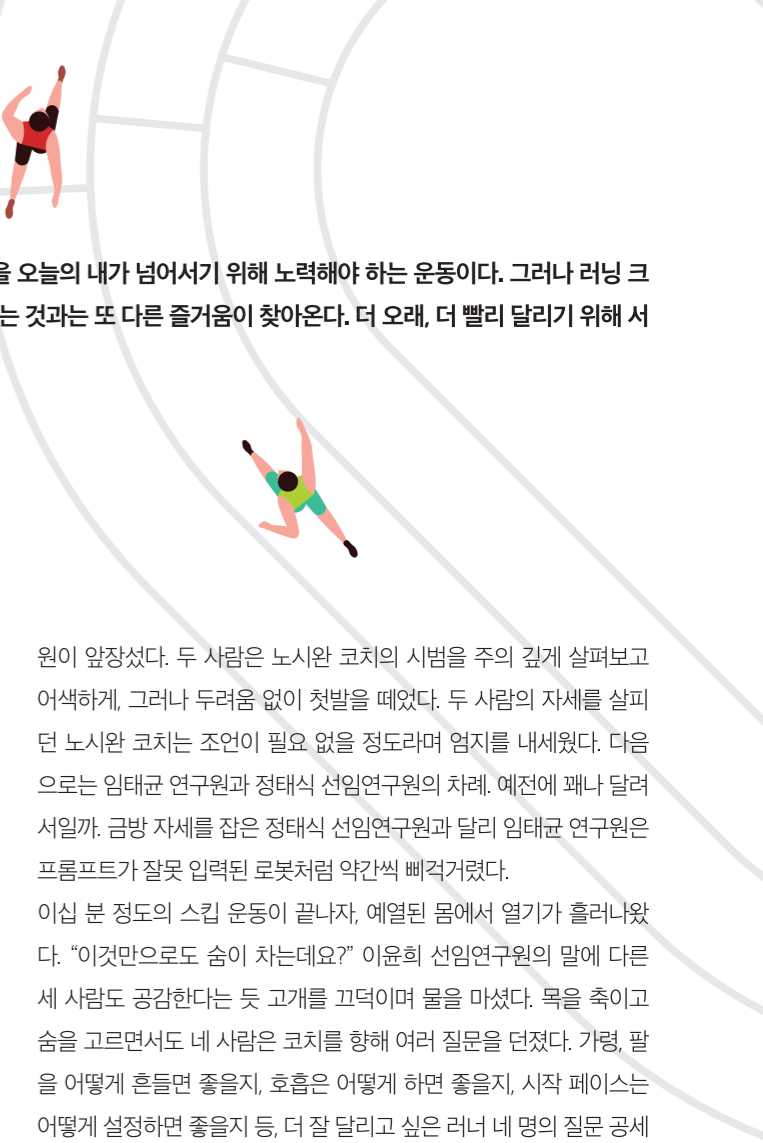 을 오늘의 내가 넘어서기 위해 노력해야 하는 운동이다. 그러나 러닝 크
는 것과는 또 다른 즐거움이 찾아온다. 더 오래, 더 빨리 달리기 위해 서
원이 앞장섰다. 두 사람은 노시완 코치의 시범을 주의 깊게 살펴보고
어색하게, 그러나 두려움 없이 첫발을 떼었다. 두 사람의 자세를 살피
던 노시완 코치는 조언이 필요 없을 정도라며 엄지를 내세웠다. 다음
으로는 임태균 연구원과 정태식 선임연구원의 차례. 예전에 꽤나 달려
서일까. 금방 자세를 잡은 정태식 선임연구원과 달리 임태균 연구원은
프롬프트가 잘못 입력된 로봇처럼 약간씩 삐걱거렸다.
이십 분 정도의 스킵 운동이 끝나자, 예열된 몸에서 열기가 흘러나왔
다. “이것만으로도 숨이 차는데요?” 이윤희 선임연구원의 말에 다른
세 사람도 공감한다는 듯 고개를 끄덕이며 물을 마셨다. 목을 축이고
숨을 고르면서도 네 사람은 코치를 향해 여러 질문을 던졌다. 가령, 팔
을 어떻게 흔들면 좋을지, 호흡은 어떻게 하면 좋을지, 시작 페이스는
어떻게 설정하면 좋을지 등, 더 잘 달리고 싶은 러너 네 명의 질문 공세